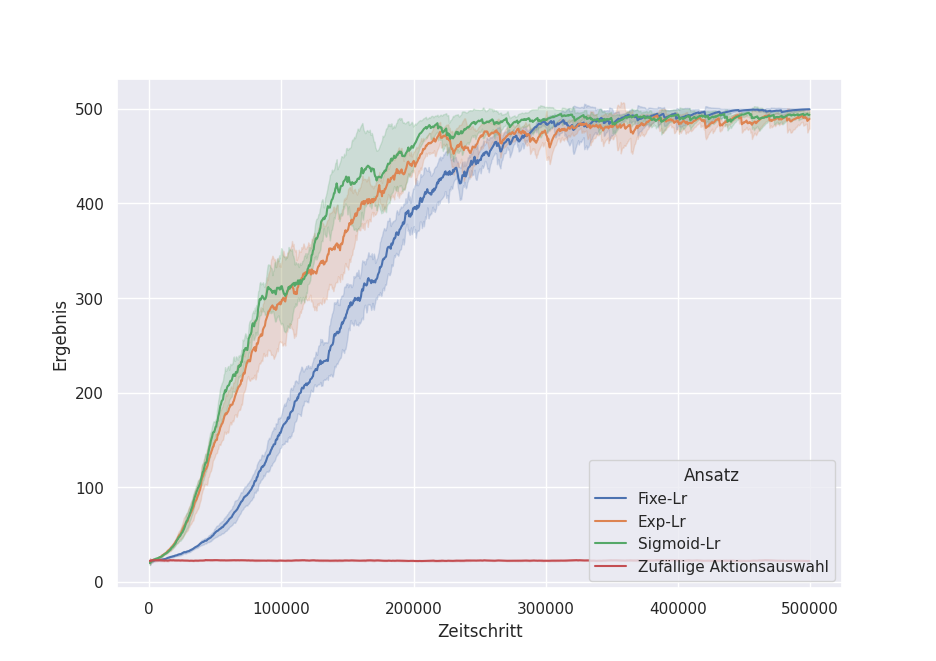 500
400
300
200
100
0
Ergebnis
0
100000
200000
300000
400000
500000
Zeitschritt
Ansatz
Fixe-Lr
Exp-Lr
Sigmoid-Lr
Zufällige Aktionsauswahl